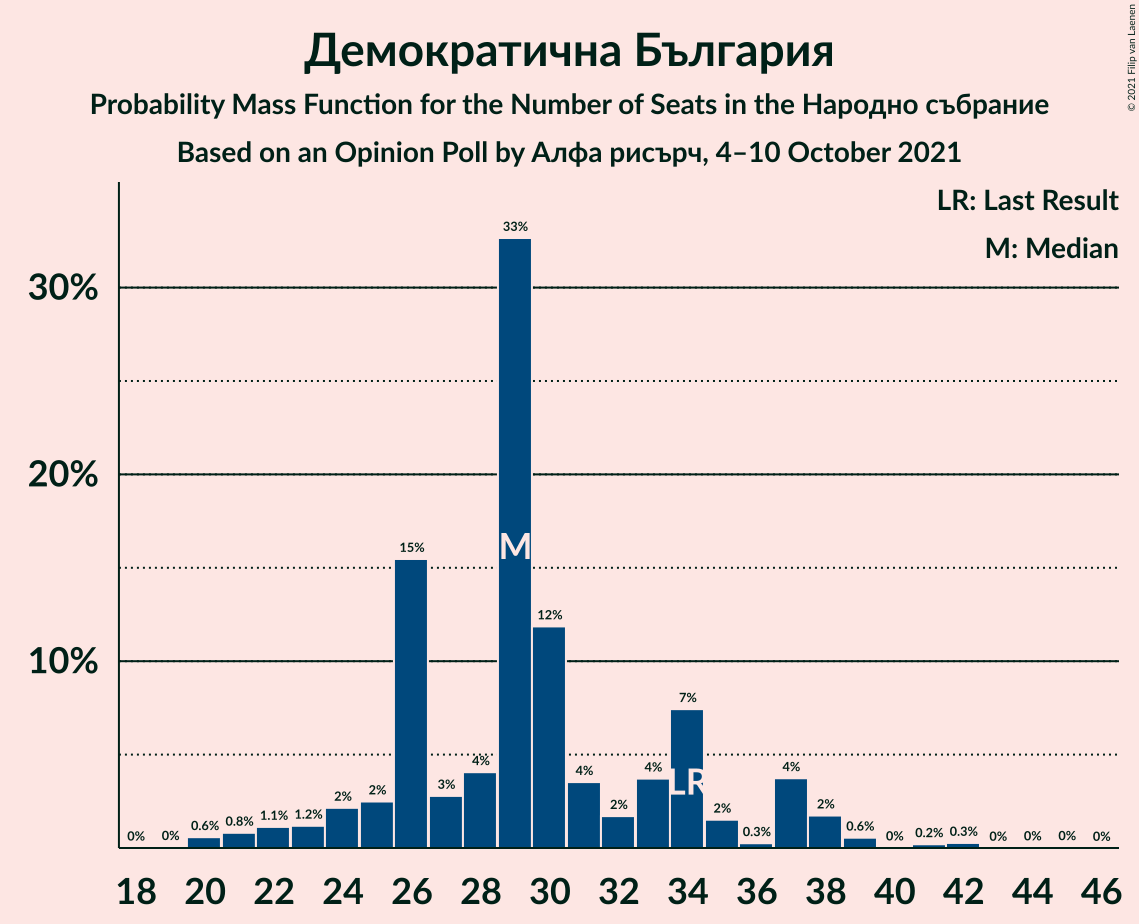 Демократична България
Probability Mass Function for the Number of Seats in the Народно събрание
Based on an Opinion Poll by Алфа рисърч, 4–10 October 2021
© 2021 Filip van Laenen
LR: Last Result
M: Median
30%
20%
10%
0% 0% 0.6% 0.8% 1.1% 1.2% 2% 2% 15% 3% 4% 33% 12% 4% 2% 4% 7% 2% 0.3% 4% 2% 0.6% 0% 0.2% 0.3% 0% 0% 0% 0%
M
LR
18 20 22 24 26 28 30 32 34 36 38 40 42 44 46